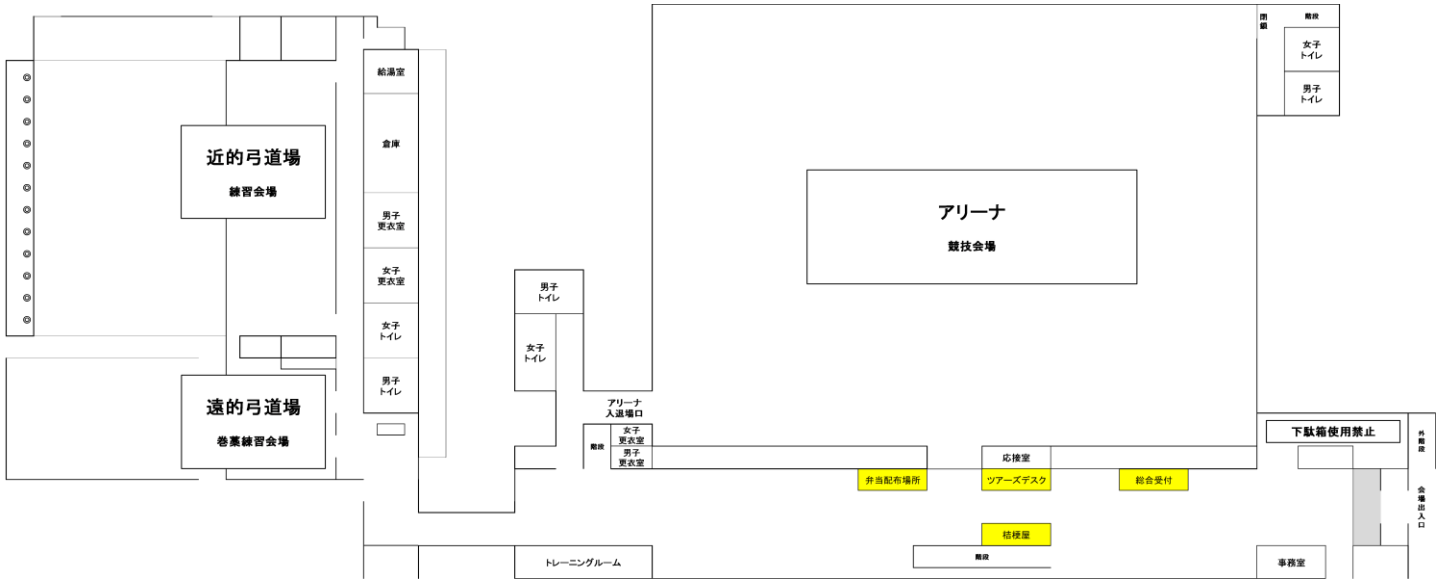 閉鎖
階段
女子
トイレ
男子
トイレ
給湯室
倉庫
男子
更衣室
女子
更衣室
女子
トイレ
男子
トイレ
近的弓道場
練習会場
遠的弓道場
巻藁練習会場
アリーナ
競技会場
男子
トイレ
女子
トイレ
アリーナ
入退場口
階段
女子
更衣室
男子
更衣室
応接室
下駄箱使用禁止
外階段
弁当配布場所
ツアーズデスク
総合受付
会場出入口
桔梗屋
階段
トレーニングルーム
事務室